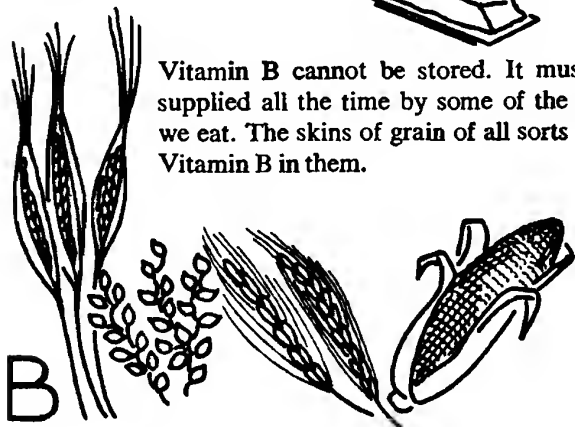 Vitamin B cannot be stored. It mus
supplied all the time by some of the
we eat. The skins of grain of all sorts
Vitamin B in them.
B